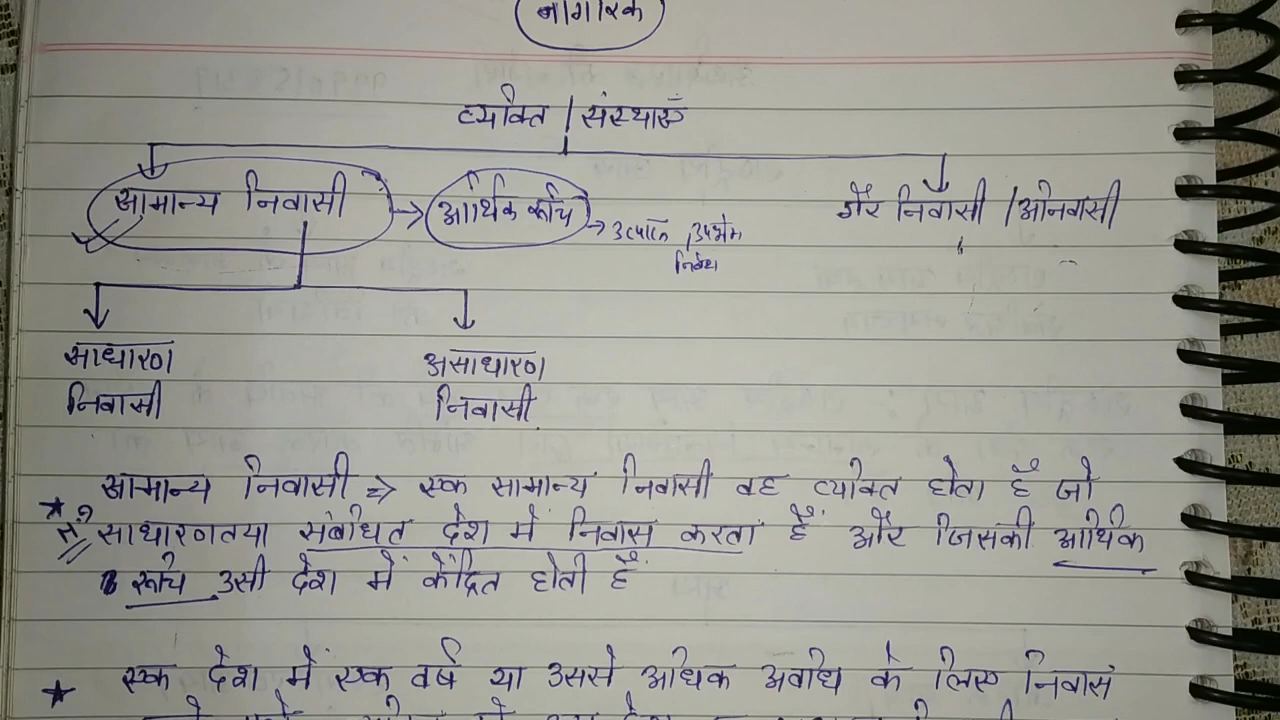 नागरिक
व्यक्ति / संस्थाएँ
सामान्य निवासी → आर्थिक रूचि → उत्पादन, उपभोग
निवेश
गैर निवासी / अनिवासी
साधारण
निवासी
असाधारण
निवासी
सामान्य निवासी ⇒ एक सामान्य निवासी वह व्यक्ति होता है जो
साधारणतया संबंधित देश में निवास करता है और जिसकी आर्थिक
रूचि उसी देश में केंद्रित होती है
एक देश में एक वर्ष या उससे अधिक अवधि के लिए निवास